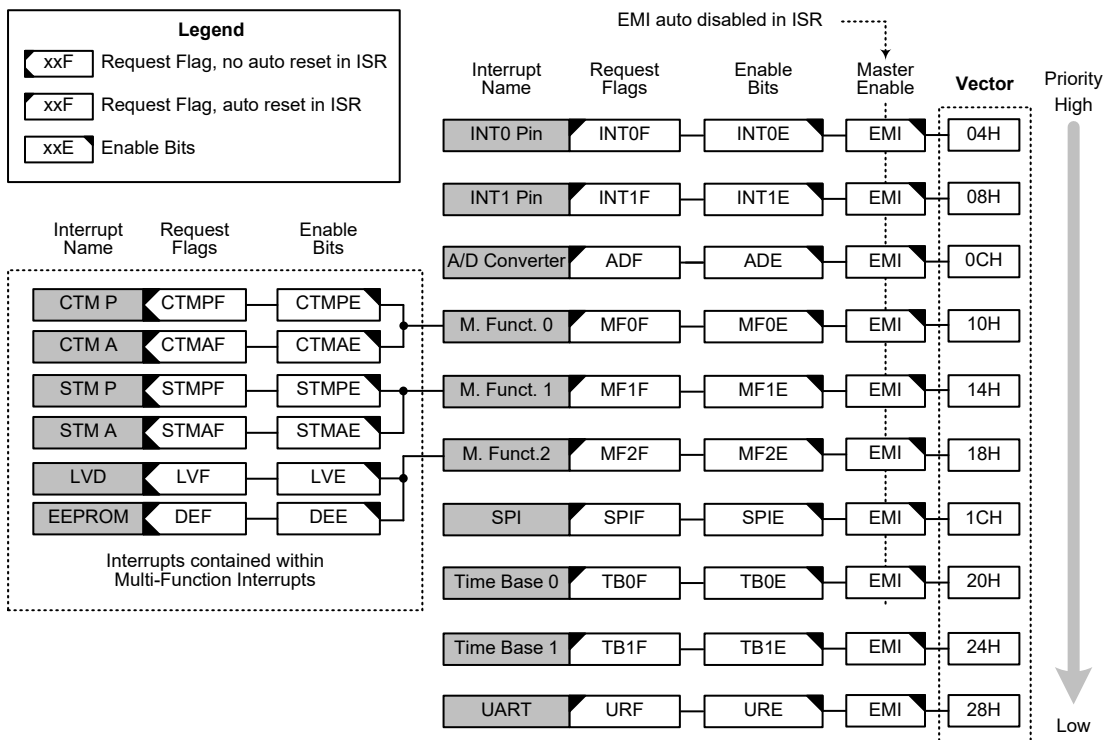 Legend
xxF Request Flag, no auto reset in ISR
xxF Request Flag, auto reset in ISR
xxE Enable Bits
EMI auto disabled in ISR
Interrupt Name Request Flags Enable Bits Master Enable Vector Priority
High
INT0 Pin INT0F INT0E EMI 04H
INT1 Pin INT1F INT1E EMI 08H
A/D Converter ADF ADE EMI 0CH
M. Funct. 0 MF0F MF0E EMI 10H
M. Funct. 1 MF1F MF1E EMI 14H
M. Funct.2 MF2F MF2E EMI 18H
SPI SPIF SPIE EMI 1CH
Time Base 0 TB0F TB0E EMI 20H
Time Base 1 TB1F TB1E EMI 24H
UART URF URE EMI 28H
Low
Interrupt Name Request Flags Enable Bits
CTM P CTMPF CTMPE
CTM A CTMAF CTMAE
STM P STMPF STMPE
STM A STMAF STMAE
LVD LVF LVE
EEPROM DEF DEE
Interrupts contained within
Multi-Function Interrupts